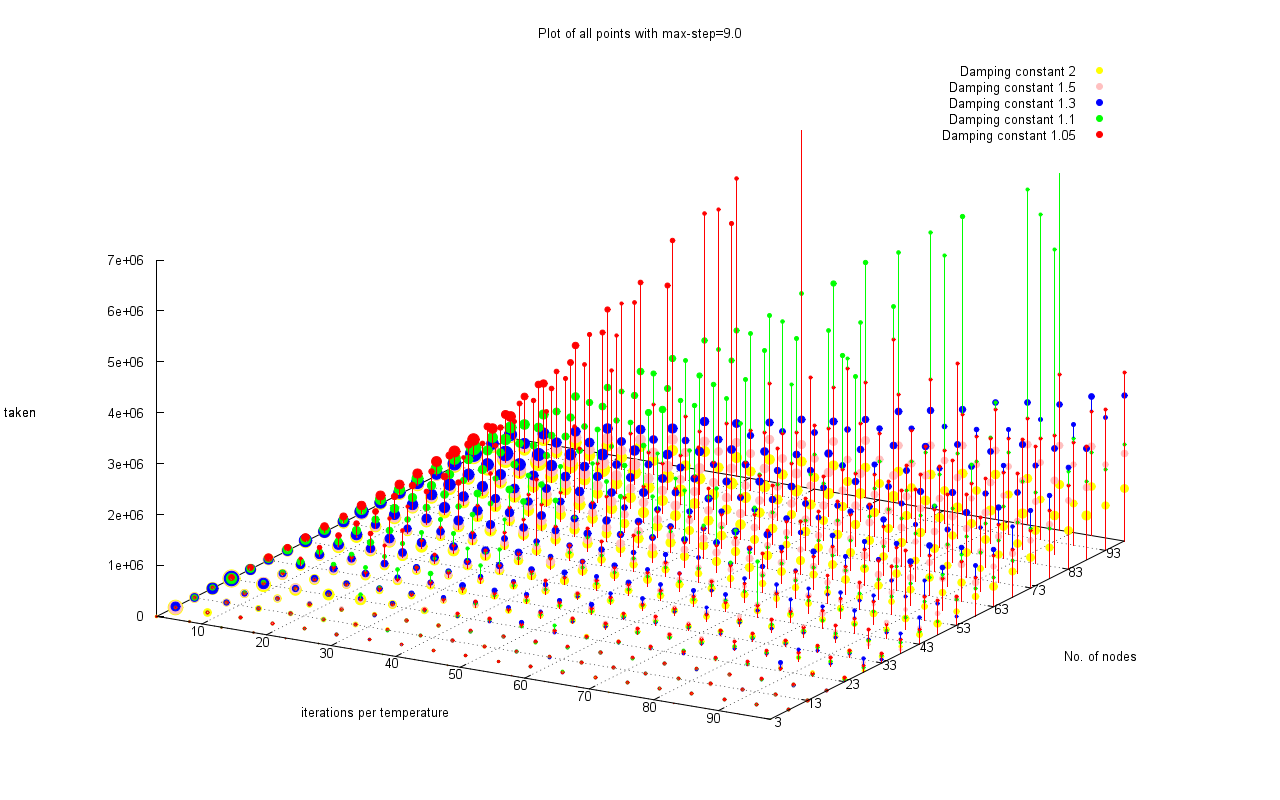 Plot of all points with max-step=9.0
Damping constant 2
Damping constant 1.5
Damping constant 1.3
Damping constant 1.1
Damping constant 1.05
7e+06
6e+06
5e+06
4e+06
3e+06
2e+06
1e+06
0
taken
10
20
30
40
50
60
70
80
90
iterations per temperature
3
13
23
33
43
53
63
73
83
93
No. of nodes